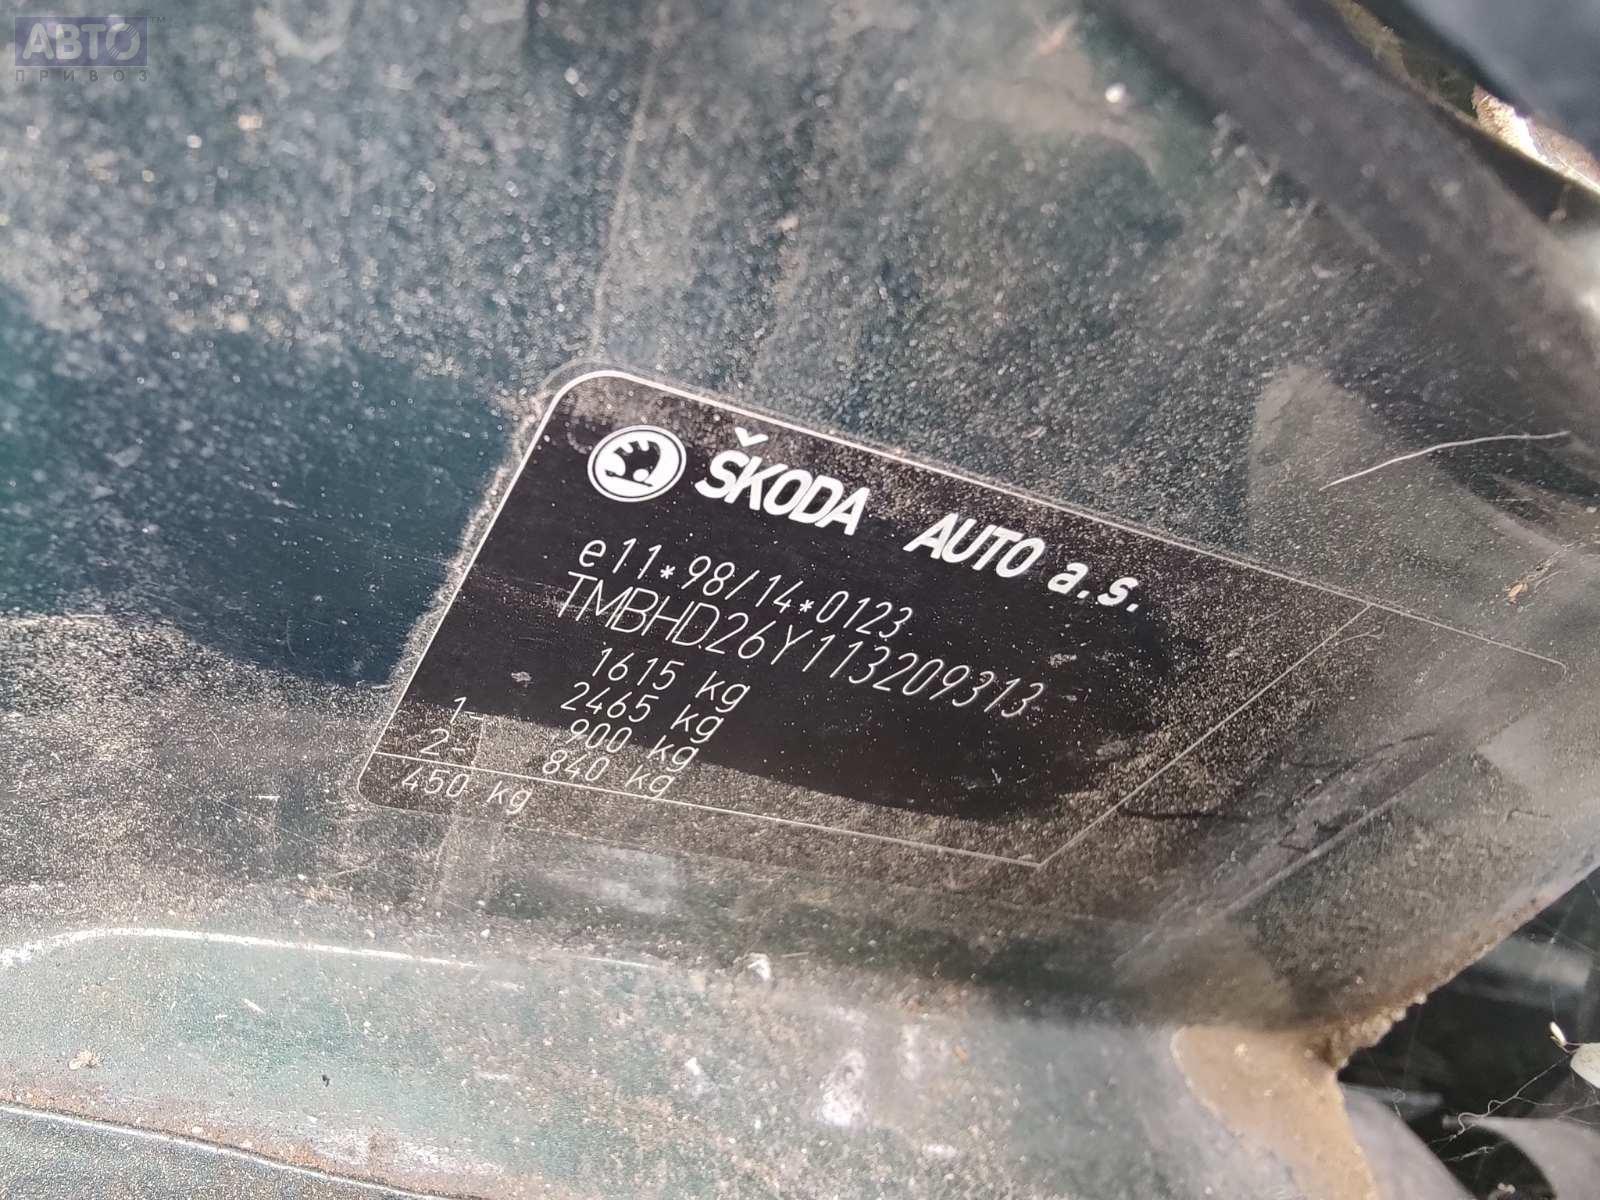 АВТО™
ПРИВОЗ
ŠKODA AUTO a.s.
e11*98/14*0123
TMBHD26Y113209313
1615 kg
2465 kg
1- 900 kg
2- 840 kg
450 kg